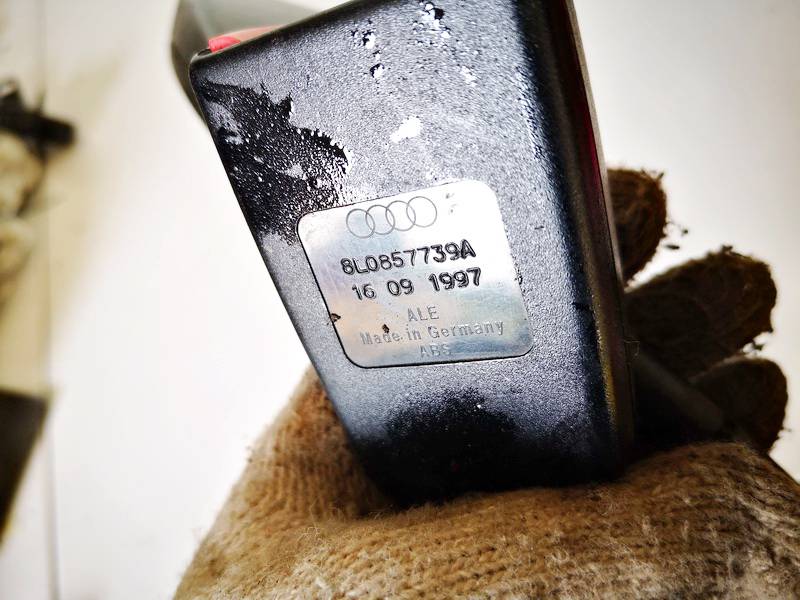 8L0857739A
16 09 1997
ALE
Made in Germany
ABS